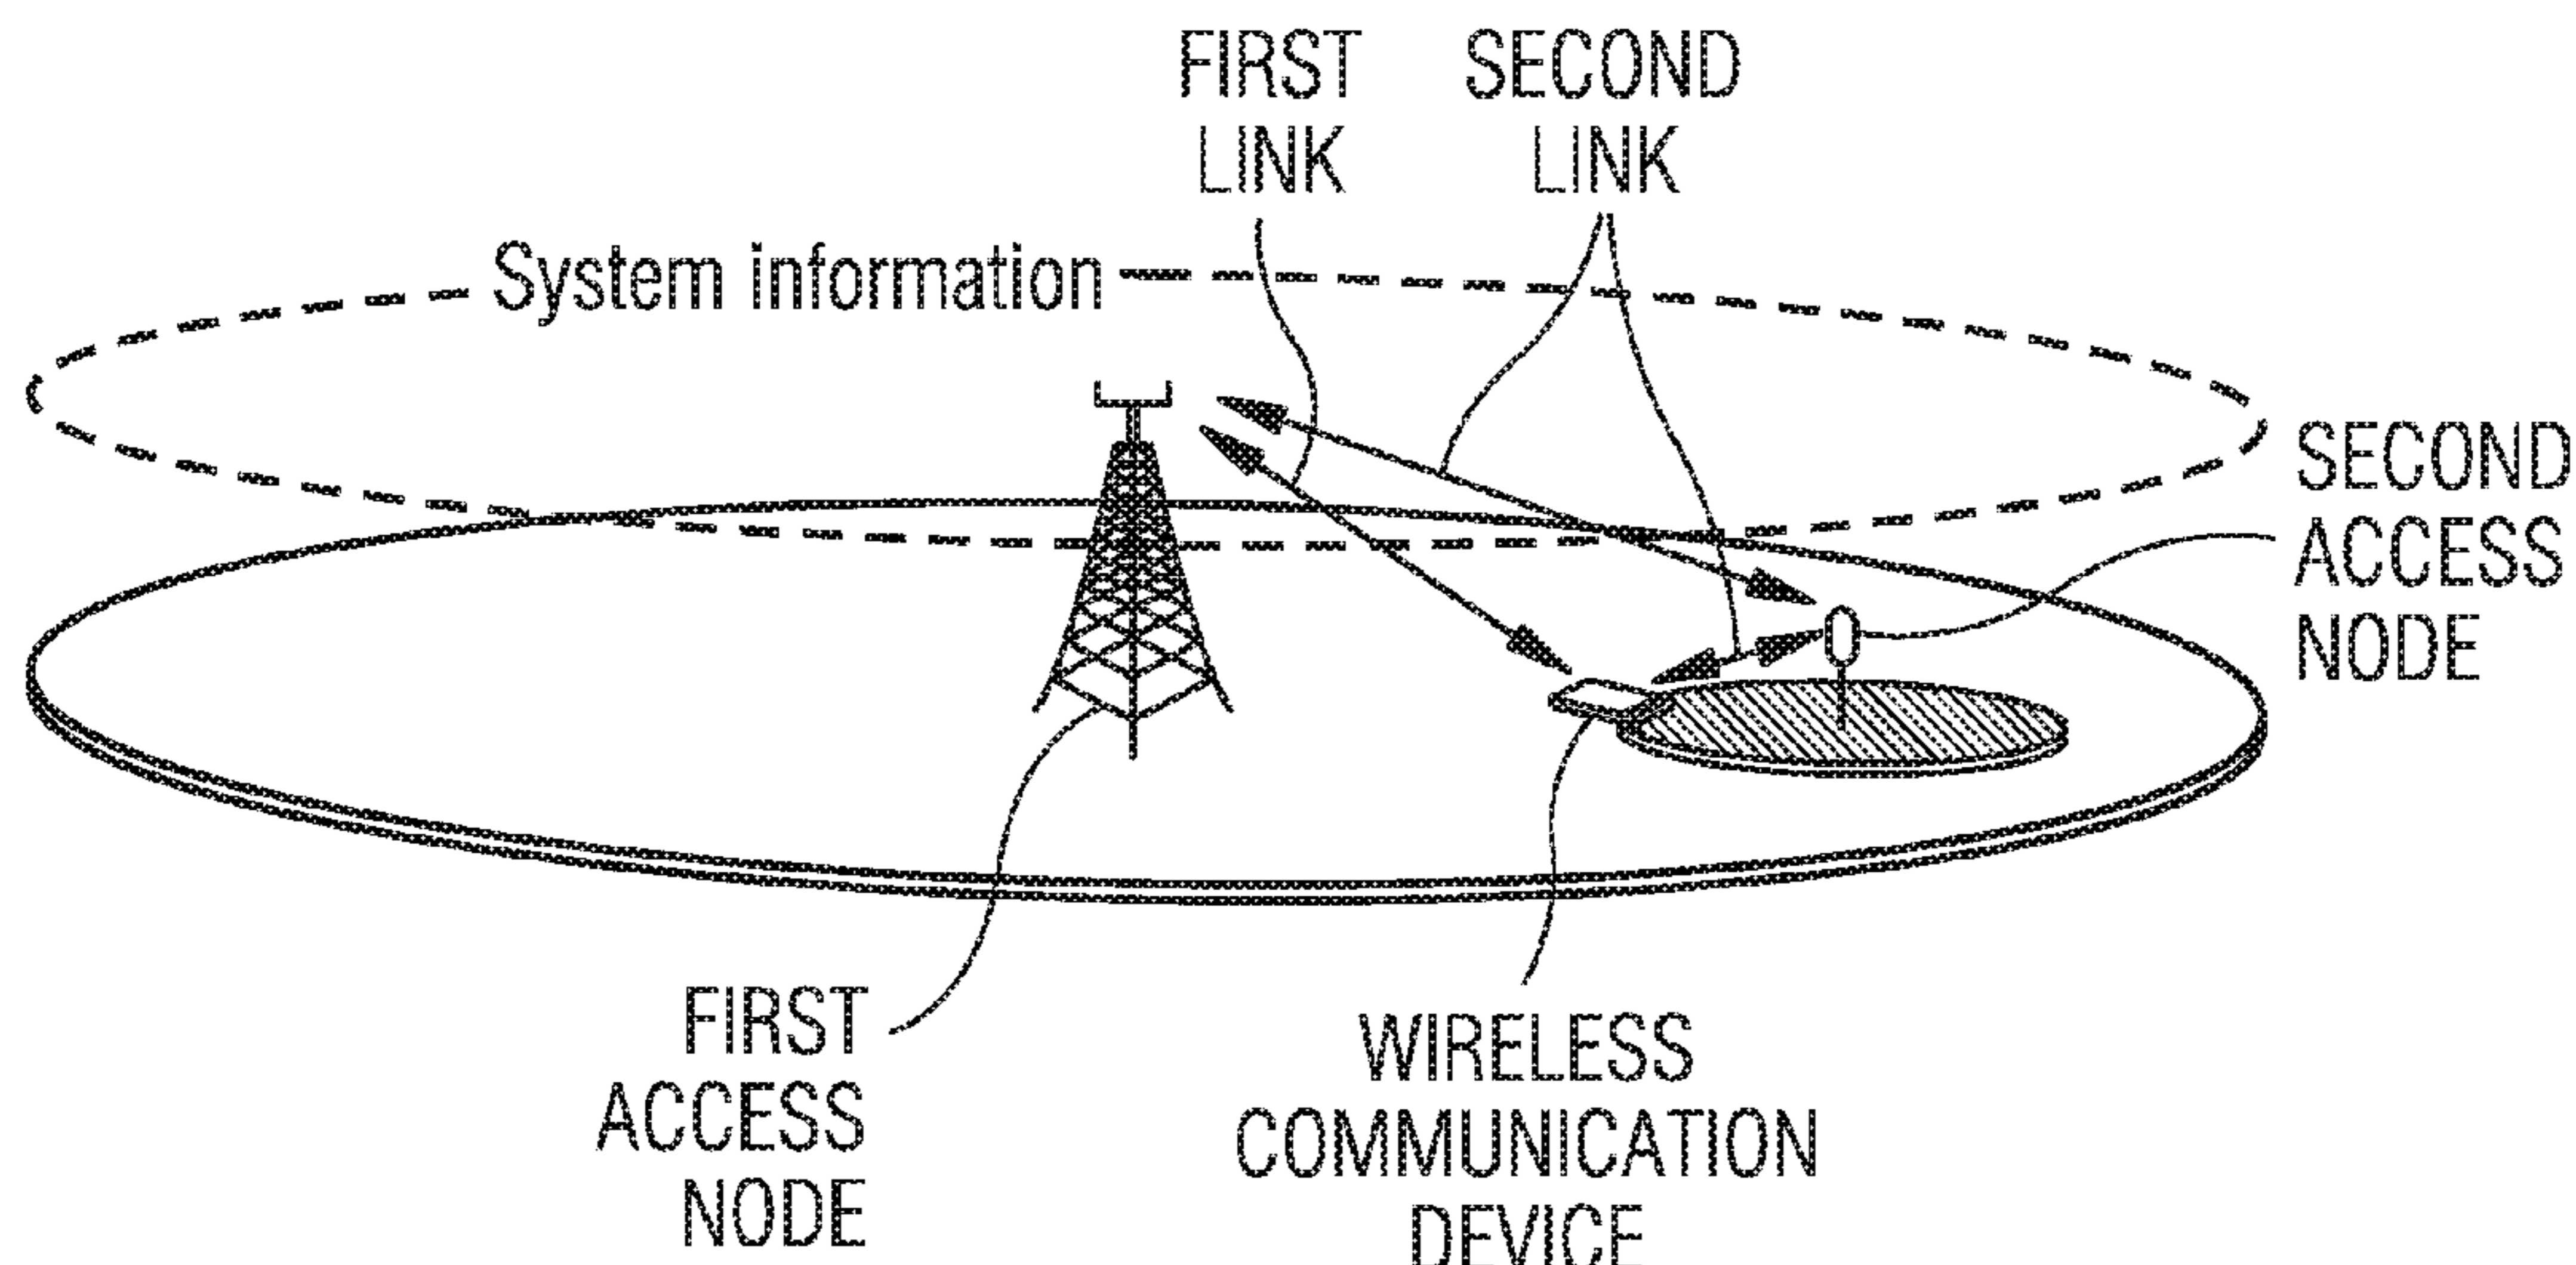 FIRST
LINK
SECOND
LINK
System information
SECOND
ACCESS
NODE
FIRST
ACCESS
NODE
WIRELESS
COMMUNICATION
DEVICE